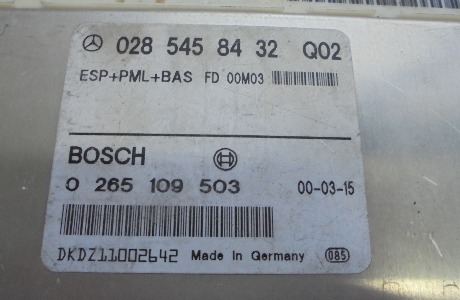 028 545 84 32 Q02
ESP+PML+BAS FD 00M03
BOSCH
0 265 109 503 00-03-15
DKDZ11002642 Made in Germany 085